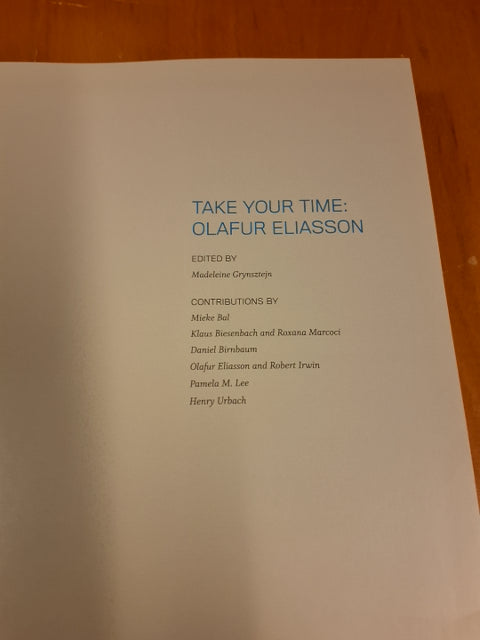 TAKE YOUR TIME:
OLAFUR ELIASSON
EDITED BY
Madeleine Grynsztejn
CONTRIBUTIONS BY
Mieke Bal
Klaus Biesenbach and Roxana Marcoci
Daniel Birnbaum
Olafur Eliasson and Robert Irwin
Pamela M. Lee
Henry Urbach